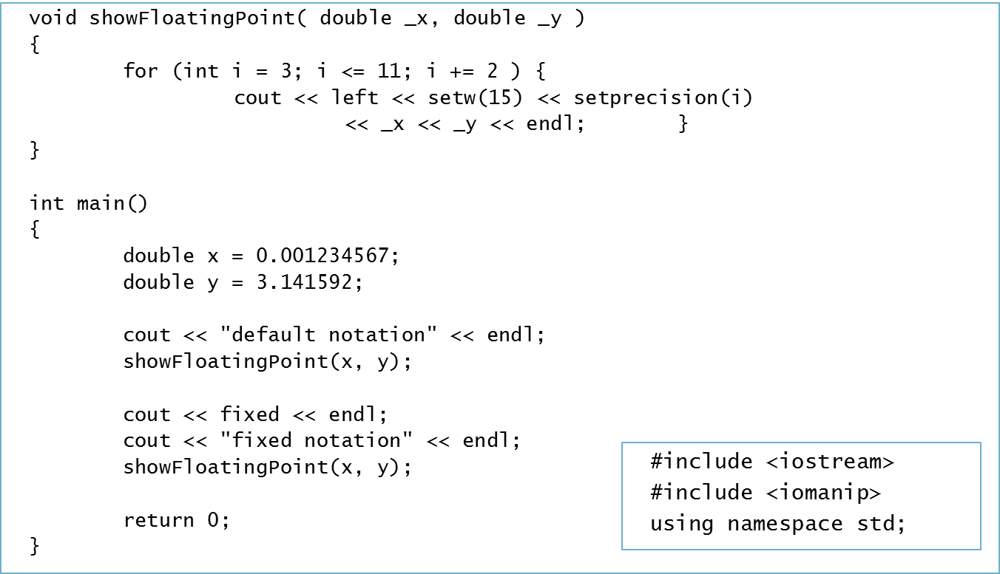 void showFloatingPoint( double _x, double _y )
{
for (int i = 3; i <= 11; i += 2 ) {
cout << left << setw(15) << setprecision(i)
<< _x << _y << endl; }
}
int main()
{
double x = 0.001234567;
double y = 3.141592;
cout << "default notation" << endl;
showFloatingPoint(x, y);
cout << fixed << endl;
cout << "fixed notation" << endl;
showFloatingPoint(x, y);
return 0;
}
#include <iostream>
#include <iomanip>
using namespace std;